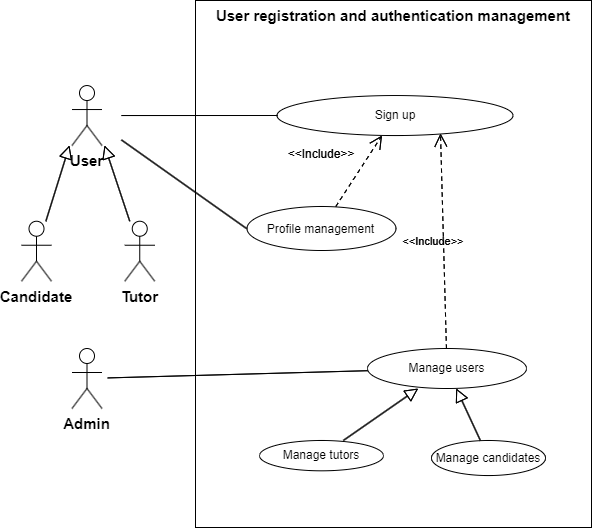 User registration and authentication management
Sign up
<<Include>>
User
Profile management
<<Include>>
Candidate
Tutor
Manage users
Admin
Manage tutors
Manage candidates